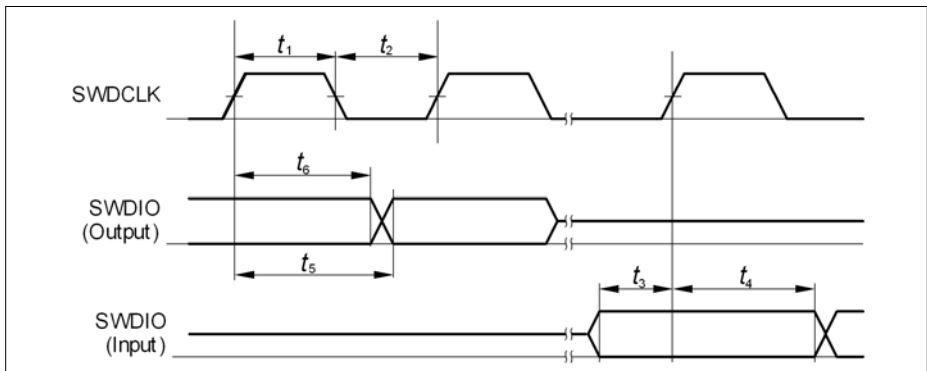 t1 t2
SWDCLK
t6
SWDIO
(Output)
t5
t3 t4
SWDIO
(Input)